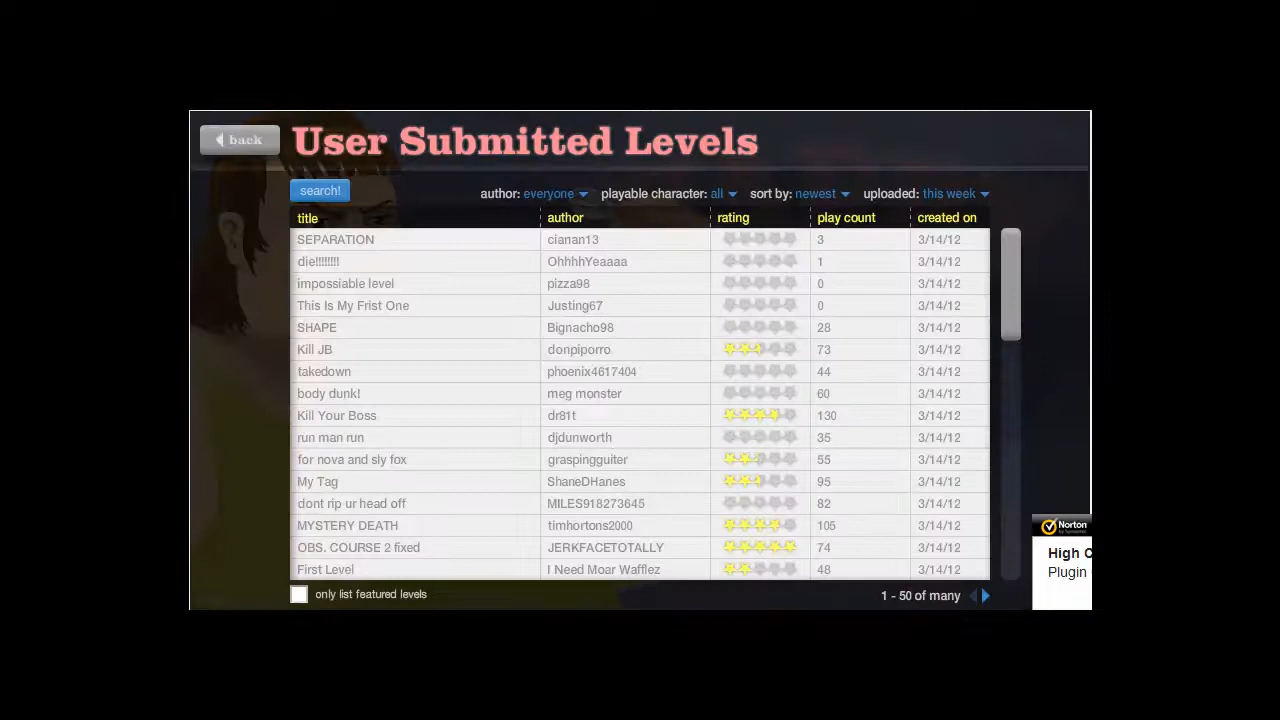 back
User Submitted Levels
search!
author: everyone playable character: all sort by: newest uploaded: this week
title author rating play count created on
SEPARATION cianan13 3 3/14/12
die!!!!!!!! OhhhhYeaaaa 1 3/14/12
impossiable level pizza98 0 3/14/12
This Is My Frist One Justing67 0 3/14/12
SHAPE Bignacho98 28 3/14/12
Kill JB donpiporro 73 3/14/12
takedown phoenix4617404 44 3/14/12
body dunk! meg monster 60 3/14/12
Kill Your Boss dr81t 130 3/14/12
run man run djdunworth 35 3/14/12
for nova and sly fox graspingguiter 55 3/14/12
My Tag ShaneDHanes 95 3/14/12
dont rip ur head off MILES918273645 82 3/14/12
MYSTERY DEATH timhortons2000 105 3/14/12
OBS. COURSE 2 fixed JERKFACETOTALLY 74 3/14/12
First Level I Need Moar Wafflez 48 3/14/12
only list featured levels 1 - 50 of many
Norton
by Symantec
High C
Plugin